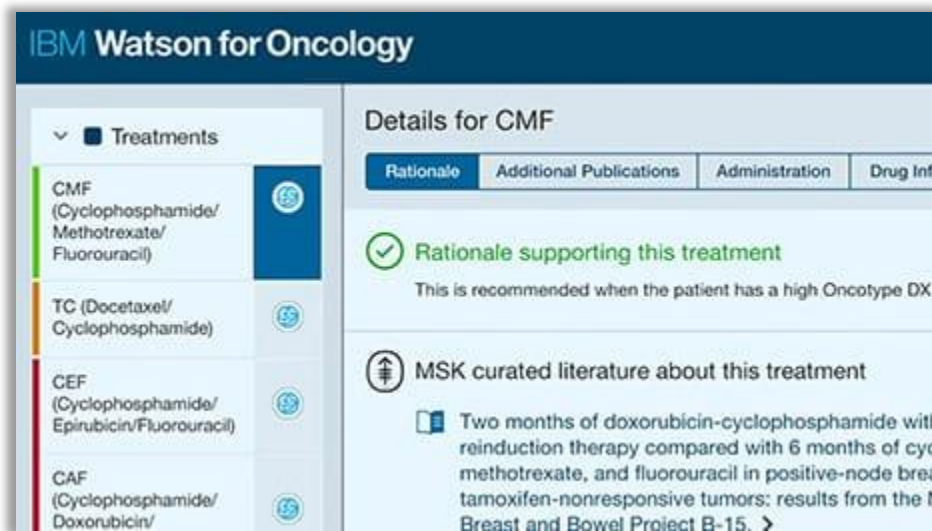 IBM Watson for Oncology
Treatments
CMF
(Cyclophosphamide/
Methotrexate/
Fluorouracil)
TC (Docetaxel/
Cyclophosphamide)
CEF
(Cyclophosphamide/
Epirubicin/Fluorouracil)
CAF
(Cyclophosphamide/
Doxorubicin/
Details for CMF
Rationale
Additional Publications
Administration
Drug Inf
Rationale supporting this treatment
This is recommended when the patient has a high Oncotype DX
MSK curated literature about this treatment
Two months of doxorubicin-cyclophosphamide with
reinduction therapy compared with 6 months of cyc
methotrexate, and fluorouracil in positive-node brea
tamoxifen-nonresponsive tumors: results from the
Breast and Bowel Project B-15.